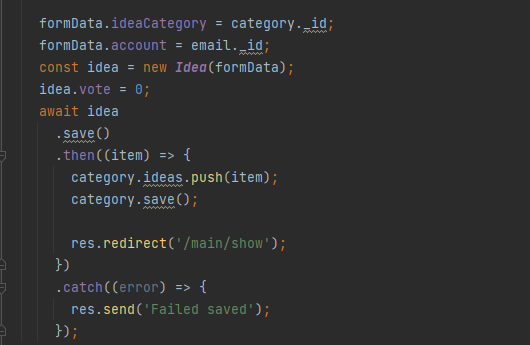 formData.ideaCategory = category._id;
formData.account = email._id;
const idea = new Idea(formData);
idea.vote = 0;
await idea
.save()
.then((item) => {
category.ideas.push(item);
category.save();
res.redirect('/main/show');
})
.catch((error) => {
res.send('Failed saved');
});